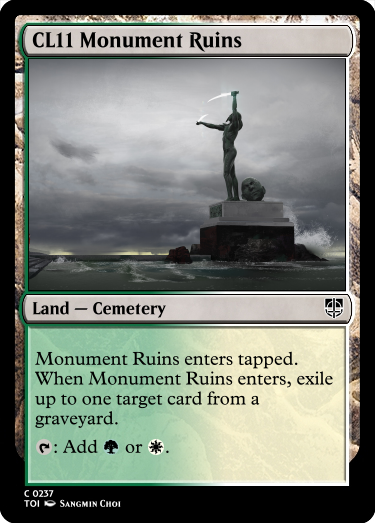 CL11 Monument Ruins
Land — Cemetery
Monument Ruins enters tapped.
When Monument Ruins enters, exile
up to one target card from a
graveyard.
: Add or .
C 0237
TOI Sangmin Choi